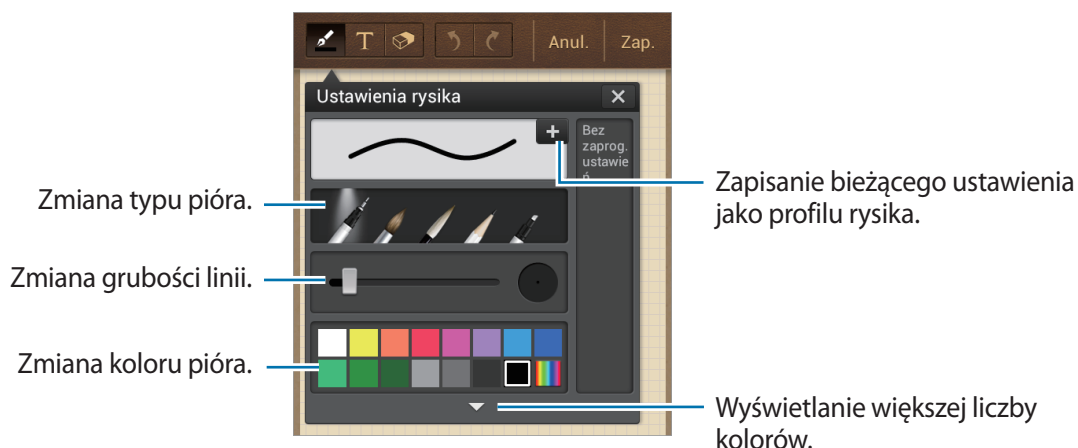 T
Anul.
Zap.
Ustawienia rysika
Bez
zaprog.
ustawie
ń
Zmiana typu pióra.
Zapisanie bieżącego ustawienia
jako profilu rysika.
Zmiana grubości linii.
Zmiana koloru pióra.
Wyświetlanie większej liczby
kolorów.